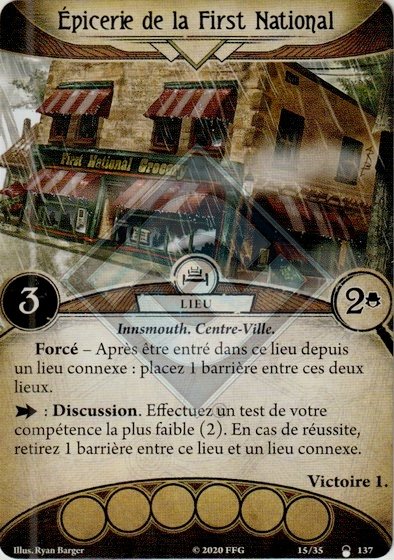 Épicerie de la First National
First National Grocery
3
LIEU
2
Innsmouth. Centre-Ville.
Forcé – Après être entré dans ce lieu depuis
un lieu connexe : placez 1 barrière entre ces deux
lieux.
: Discussion. Effectuez un test de votre
compétence la plus faible (2). En cas de réussite,
retirez 1 barrière entre ce lieu et un lieu connexe.
Victoire 1.
Illus. Ryan Barger
© 2020 FFG
15/35
137